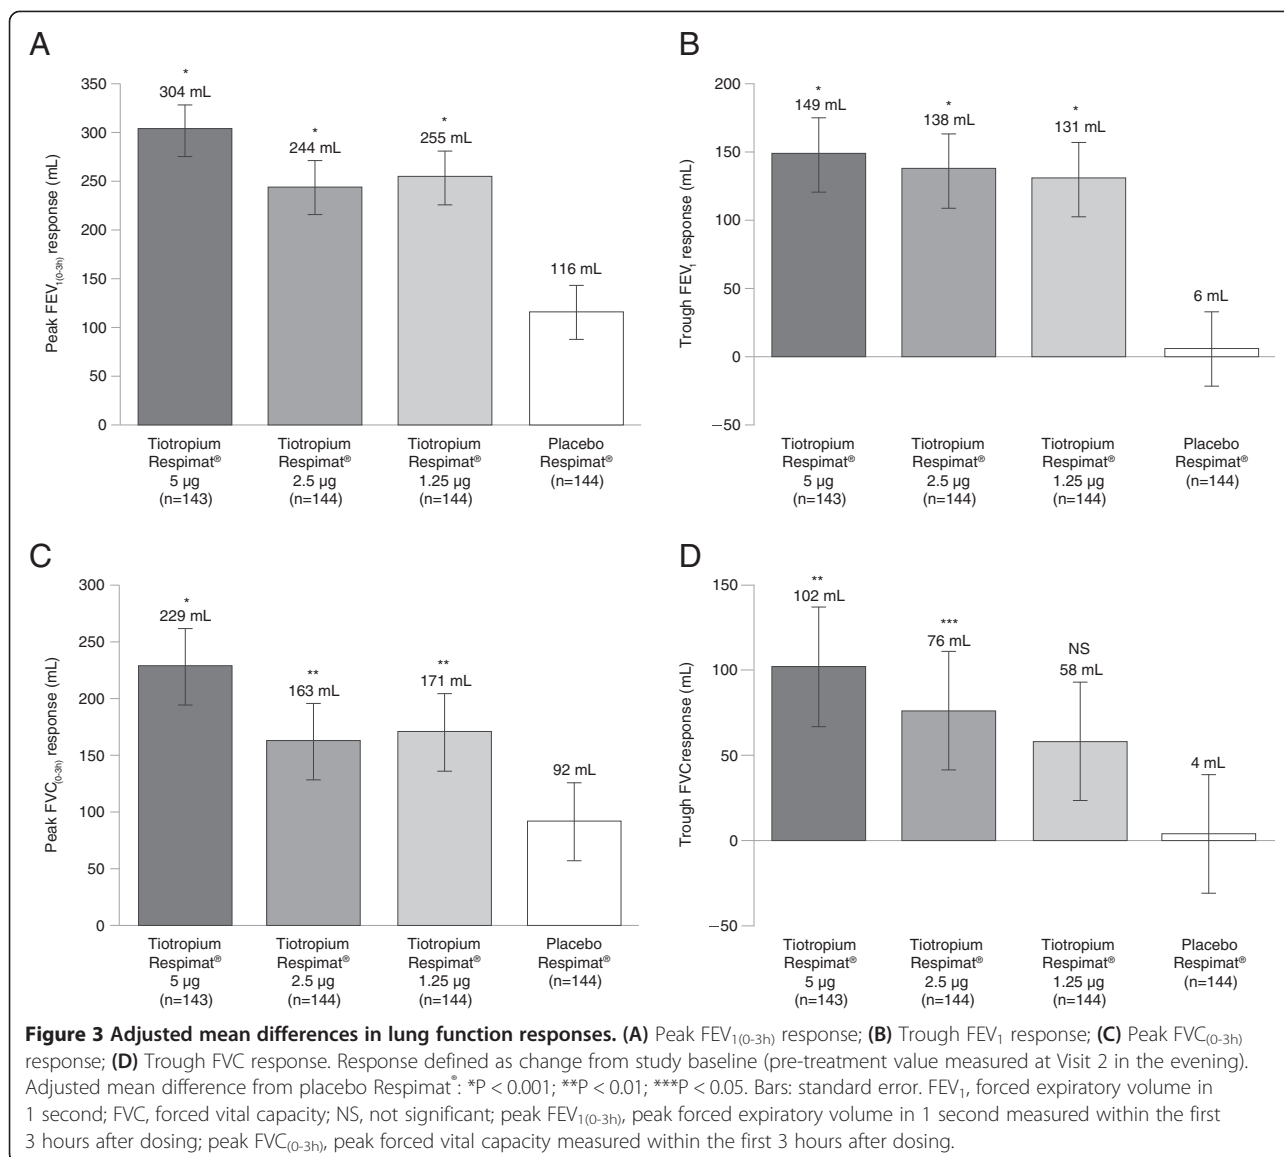 A
Peak FEV1(0-3h) response (mL)
350
300
250
200
150
100
50
0
*
304 mL
*
244 mL
*
255 mL
116 mL
Tiotropium
Respimat®
5 µg
(n=143)
Tiotropium
Respimat®
2.5 µg
(n=144)
Tiotropium
Respimat®
1.25 µg
(n=144)
Placebo
Respimat®
(n=144)
B
Trough FEV1 response (mL)
200
150
100
50
0
−50
*
149 mL
*
138 mL
*
131 mL
6 mL
Tiotropium
Respimat®
5 µg
(n=143)
Tiotropium
Respimat®
2.5 µg
(n=144)
Tiotropium
Respimat®
1.25 µg
(n=144)
Placebo
Respimat®
(n=144)
C
Peak FVC(0-3h) response (mL)
300
250
200
150
100
50
0
*
229 mL
**
163 mL
**
171 mL
92 mL
Tiotropium
Respimat®
5 µg
(n=143)
Tiotropium
Respimat®
2.5 µg
(n=144)
Tiotropium
Respimat®
1.25 µg
(n=144)
Placebo
Respimat®
(n=144)
D
Trough FVCresponse (mL)
150
100
50
0
−50
**
102 mL
***
76 mL
NS
58 mL
4 mL
Tiotropium
Respimat®
5 µg
(n=143)
Tiotropium
Respimat®
2.5 µg
(n=144)
Tiotropium
Respimat®
1.25 µg
(n=144)
Placebo
Respimat®
(n=144)
Figure 3 Adjusted mean differences in lung function responses. (A) Peak FEV1(0-3h) response; (B) Trough FEV1 response; (C) Peak FVC(0-3h)
response; (D) Trough FVC response. Response defined as change from study baseline (pre-treatment value measured at Visit 2 in the evening).
Adjusted mean difference from placebo Respimat®: *P < 0.001; **P < 0.01; ***P < 0.05. Bars: standard error. FEV1, forced expiratory volume in
1 second; FVC, forced vital capacity; NS, not significant; peak FEV1(0-3h), peak forced expiratory volume in 1 second measured within the first
3 hours after dosing; peak FVC(0-3h), peak forced vital capacity measured within the first 3 hours after dosing.